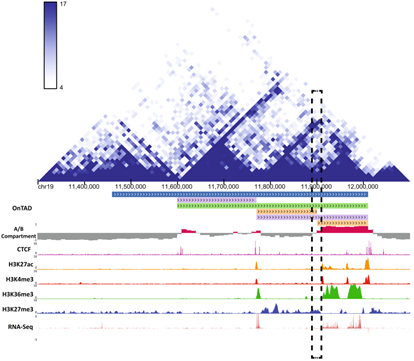 17
4
chr19 11,400,000 11,500,000 11,600,000 11,700,000 11,800,000 11,900,000 12,000,000
OnTAD
A/B
Compartment
CTCF
H3K27ac
H3K4me3
H3K36me3
H3K27me3
RNA-Seq